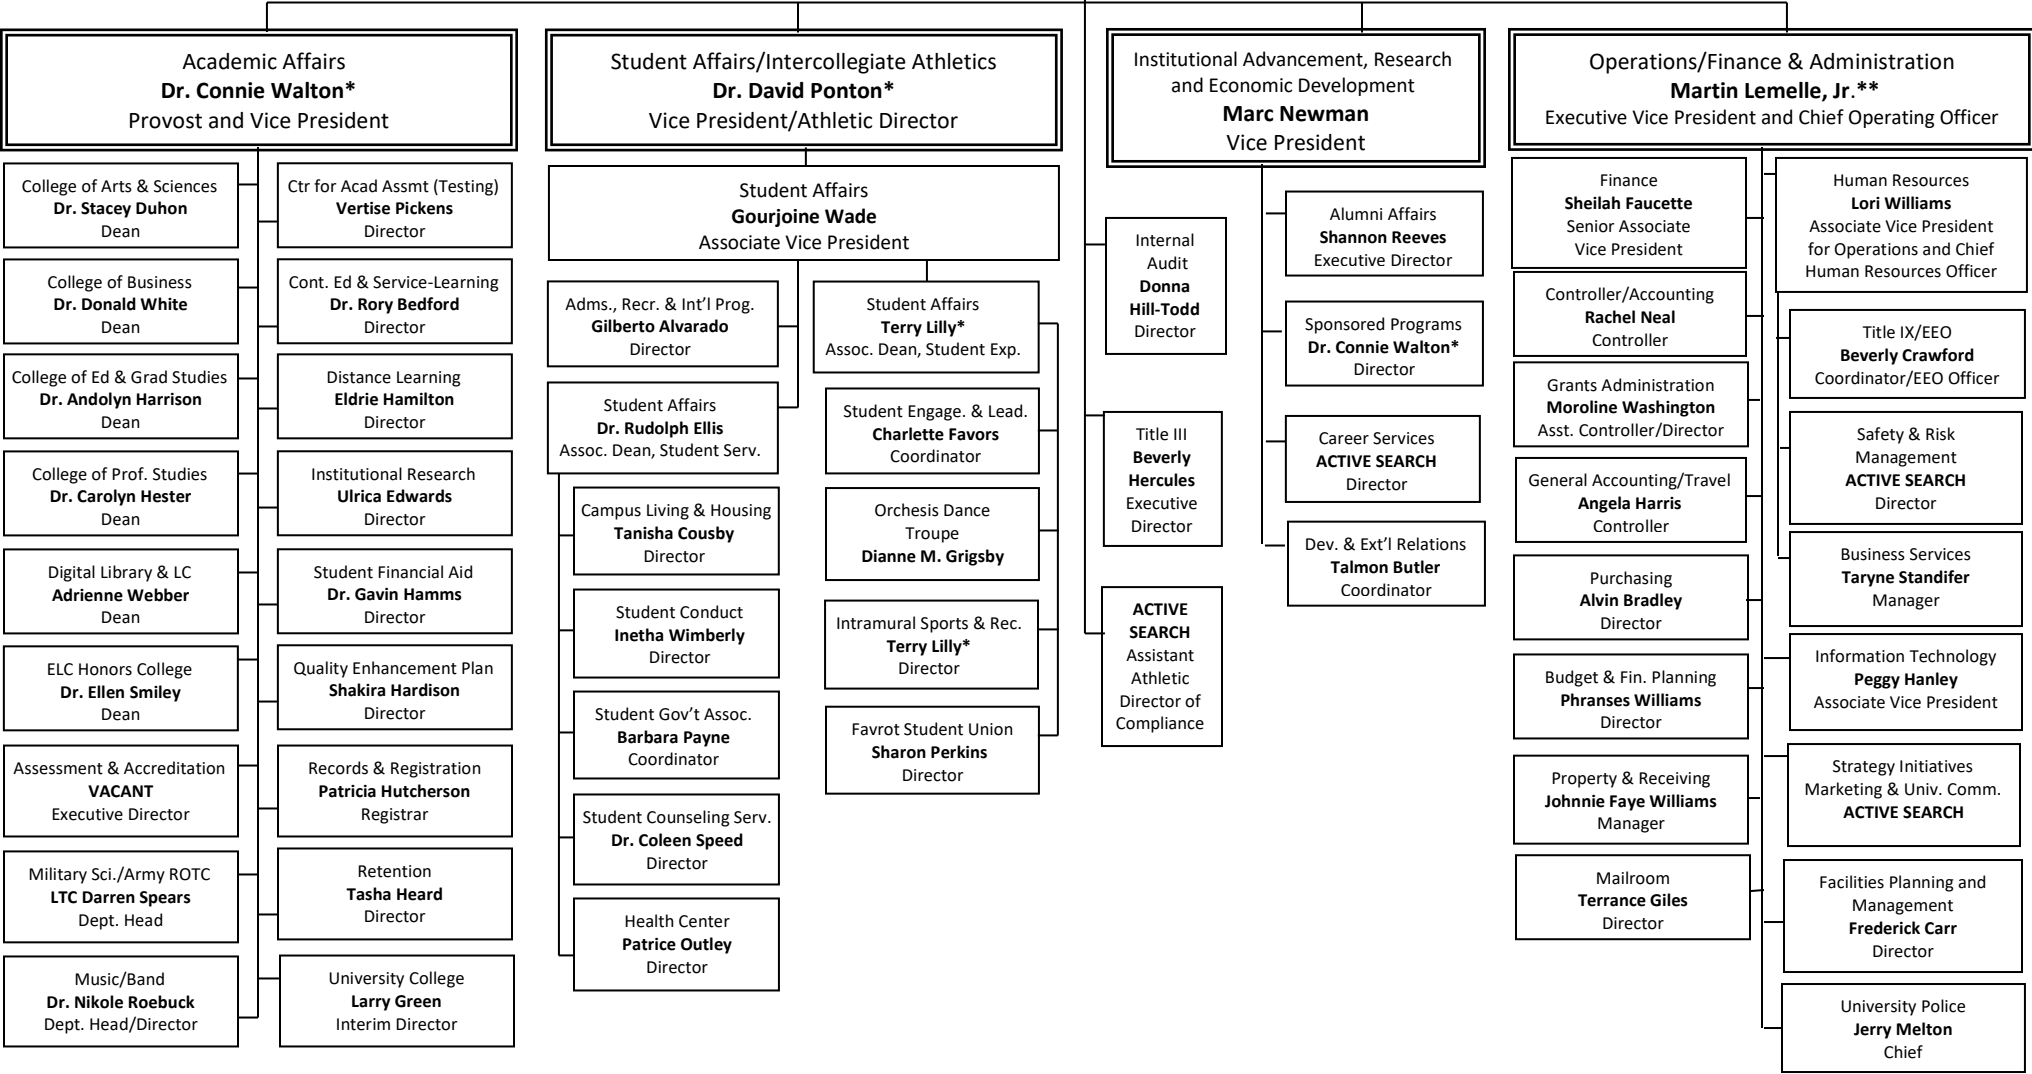 Academic Affairs
Dr. Connie Walton*
Provost and Vice President
College of Arts & Sciences
Dr. Stacey Duhon
Dean
College of Business
Dr. Donald White
Dean
College of Ed & Grad Studies
Dr. Andolyn Harrison
Dean
College of Prof. Studies
Dr. Carolyn Hester
Dean
Digital Library & LC
Adrienne Webber
Dean
ELC Honors College
Dr. Ellen Smiley
Dean
Assessment & Accreditation
VACANT
Executive Director
Military Sci./Army ROTC
LTC Darren Spears
Dept. Head
Music/Band
Dr. Nikole Roebuck
Dept. Head/Director
Ctr for Acad Assmt (Testing)
Vertise Pickens
Director
Cont. Ed & Service-Learning
Dr. Rory Bedford
Director
Distance Learning
Eldrie Hamilton
Director
Institutional Research
Ulrica Edwards
Director
Student Financial Aid
Dr. Gavin Hamms
Director
Quality Enhancement Plan
Shakira Hardison
Director
Records & Registration
Patricia Hutcherson
Registrar
Retention
Tasha Heard
Director
University College
Larry Green
Interim Director
Student Affairs/Intercollegiate Athletics
Dr. David Ponton*
Vice President/Athletic Director
Student Affairs
Gourjoine Wade
Associate Vice President
Adms., Recr. & Int’l Prog.
Gilberto Alvarado
Director
Student Affairs
Dr. Rudolph Ellis
Assoc. Dean, Student Serv.
Campus Living & Housing
Tanisha Cousby
Director
Student Conduct
Inetha Wimberly
Director
Student Gov’t Assoc.
Barbara Payne
Coordinator
Student Counseling Serv.
Dr. Coleen Speed
Director
Health Center
Patrice Outley
Director
Student Affairs
Terry Lilly*
Assoc. Dean, Student Exp.
Student Engage. & Lead.
Charlette Favors
Coordinator
Orchesis Dance
Troupe
Dianne M. Grigsby
Intramural Sports & Rec.
Terry Lilly*
Director
Favrot Student Union
Sharon Perkins
Director
Internal
Audit
Donna
Hill-Todd
Director
Title III
Beverly
Hercules
Executive
Director
ACTIVE
SEARCH
Assistant
Athletic
Director of
Compliance
Institutional Advancement, Research
and Economic Development
Marc Newman
Vice President
Alumni Affairs
Shannon Reeves
Executive Director
Sponsored Programs
Dr. Connie Walton*
Director
Career Services
ACTIVE SEARCH
Director
Dev. & Ext’l Relations
Talmon Butler
Coordinator
Operations/Finance & Administration
Martin Lemelle, Jr.**
Executive Vice President and Chief Operating Officer
Finance
Sheilah Faucette
Senior Associate
Vice President
Controller/Accounting
Rachel Neal
Controller
Grants Administration
Moroline Washington
Asst. Controller/Director
General Accounting/Travel
Angela Harris
Controller
Purchasing
Alvin Bradley
Director
Budget & Fin. Planning
Phranses Williams
Director
Property & Receiving
Johnnie Faye Williams
Manager
Mailroom
Terrance Giles
Director
Human Resources
Lori Williams
Associate Vice President
for Operations and Chief
Human Resources Officer
Title IX/EEO
Beverly Crawford
Coordinator/EEO Officer
Safety & Risk
Management
ACTIVE SEARCH
Director
Business Services
Taryne Standifer
Manager
Information Technology
Peggy Hanley
Associate Vice President
Strategy Initiatives
Marketing & Univ. Comm.
ACTIVE SEARCH
Facilities Planning and
Management
Frederick Carr
Director
University Police
Jerry Melton
Chief